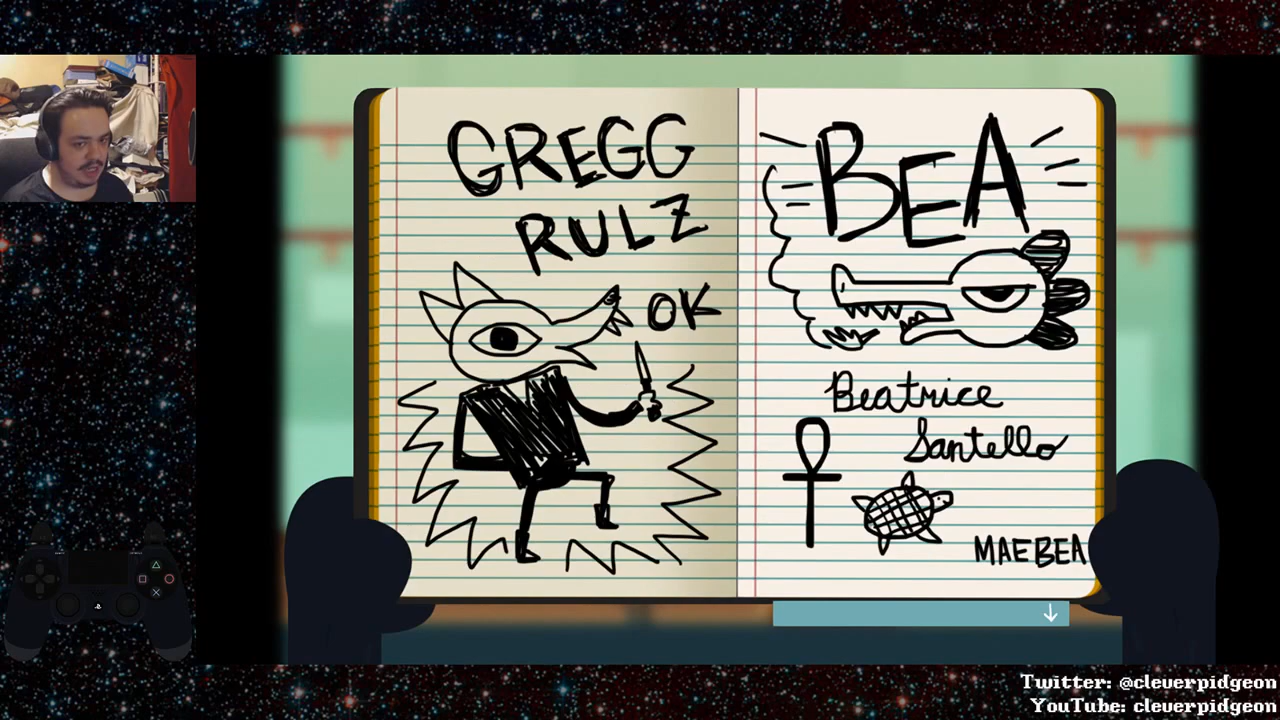 GREGG
RULZ
OK
BEA
Beatrice
Santello
MAEBEA
Twitter: @cleverpidgeon
YouTube: cleverpidgeon